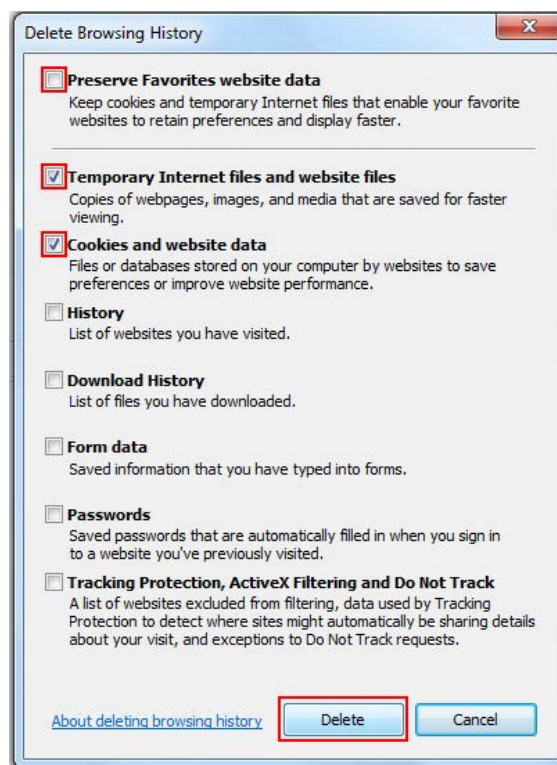 Delete Browsing History
Preserve Favorites website data
Keep cookies and temporary Internet files that enable your favorite
websites to retain preferences and display faster.
Temporary Internet files and website files
Copies of webpages, images, and media that are saved for faster
viewing.
Cookies and website data
Files or databases stored on your computer by websites to save
preferences or improve website performance.
History
List of websites you have visited.
Download History
List of files you have downloaded.
Form data
Saved information that you have typed into forms.
Passwords
Saved passwords that are automatically filled in when you sign in
to a website you've previously visited.
Tracking Protection, ActiveX Filtering and Do Not Track
A list of websites excluded from filtering, data used by Tracking
Protection to detect where sites might automatically be sharing details
about your visit, and exceptions to Do Not Track requests.
About deleting browsing history
Delete
Cancel